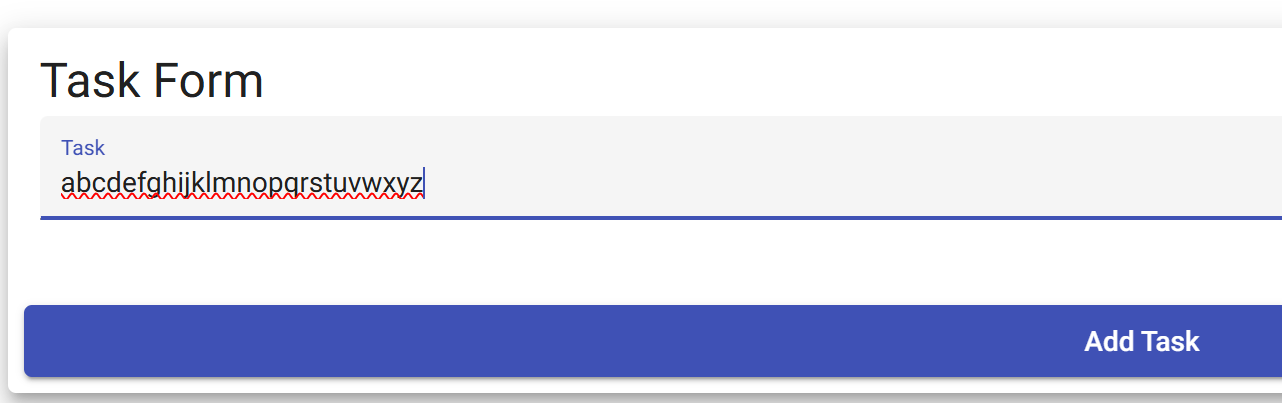 Task Form
Task
abcdefghijklmnopqrstuvwxyz
Add Task